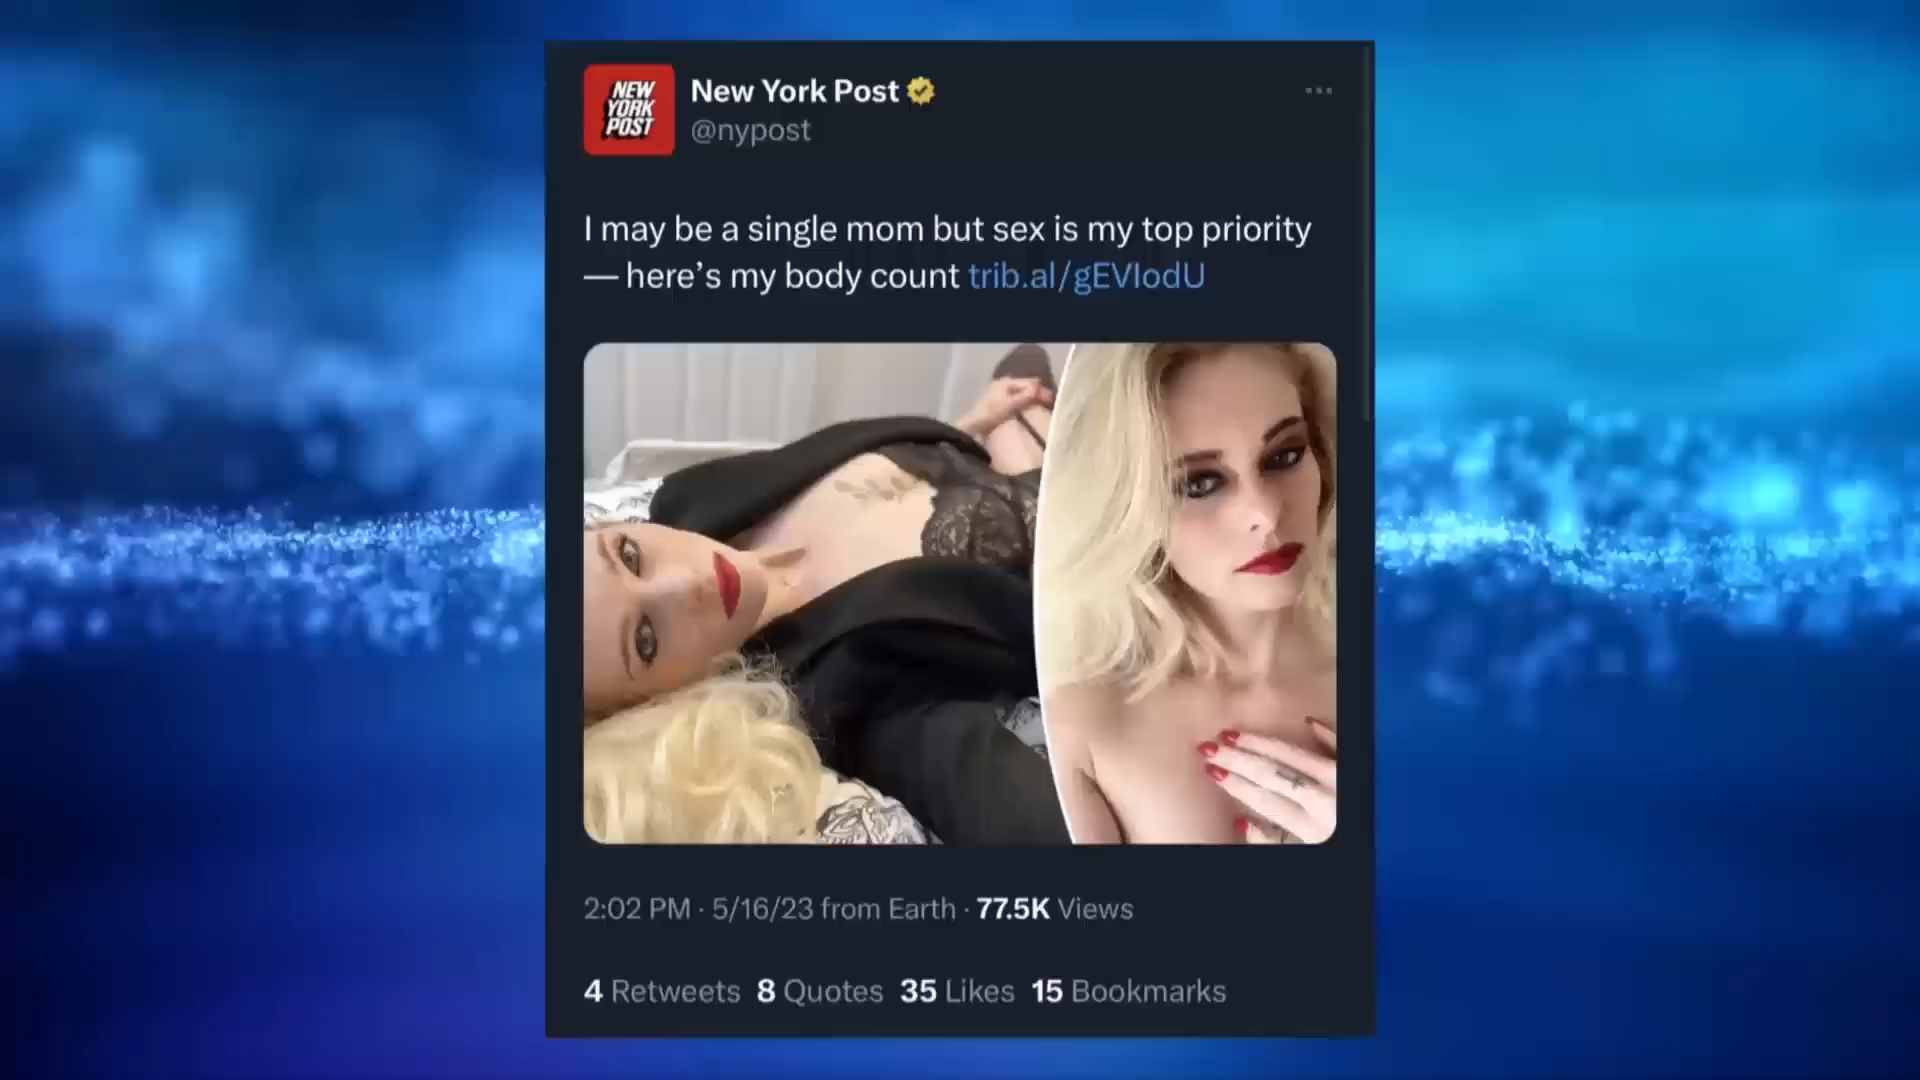 NEW
YORK
POST
New York Post
@nypost
I may be a single mom but sex is my top priority
— here’s my body count trib.al/gEVIodU
2:02 PM · 5/16/23 from Earth · 77.5K Views
4 Retweets 8 Quotes 35 Likes 15 Bookmarks